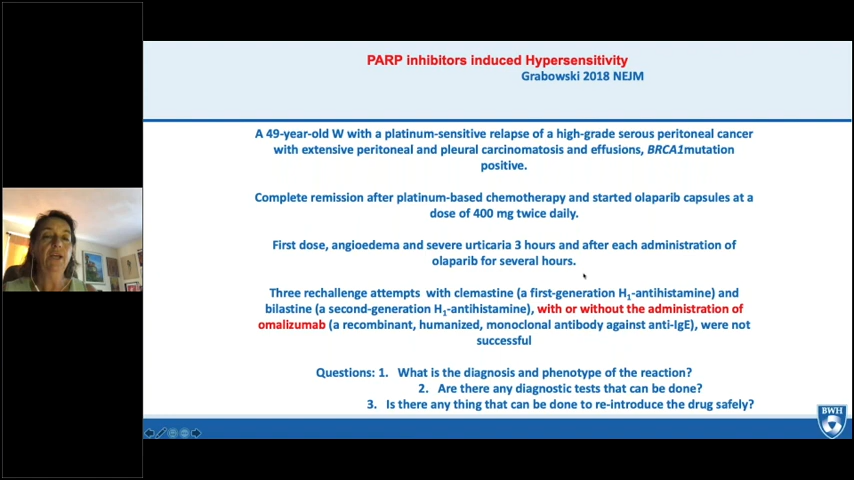 PARP inhibitors induced Hypersensitivity
Grabowski 2018 NEJM
A 49-year-old W with a platinum-sensitive relapse of a high-grade serous peritoneal cancer
with extensive peritoneal and pleural carcinomatosis and effusions, BRCA1mutation
positive.
Complete remission after platinum-based chemotherapy and started olaparib capsules at a
dose of 400 mg twice daily.
First dose, angioedema and severe urticaria 3 hours and after each administration of
olaparib for several hours.
Three rechallenge attempts with clemastine (a first-generation H1-antihistamine) and
bilastine (a second-generation H1-antihistamine), with or without the administration of
omalizumab (a recombinant, humanized, monoclonal antibody against anti-IgE), were not
successful
Questions: 1. What is the diagnosis and phenotype of the reaction?
2. Are there any diagnostic tests that can be done?
3. Is there any thing that can be done to re-introduce the drug safely?
BWH